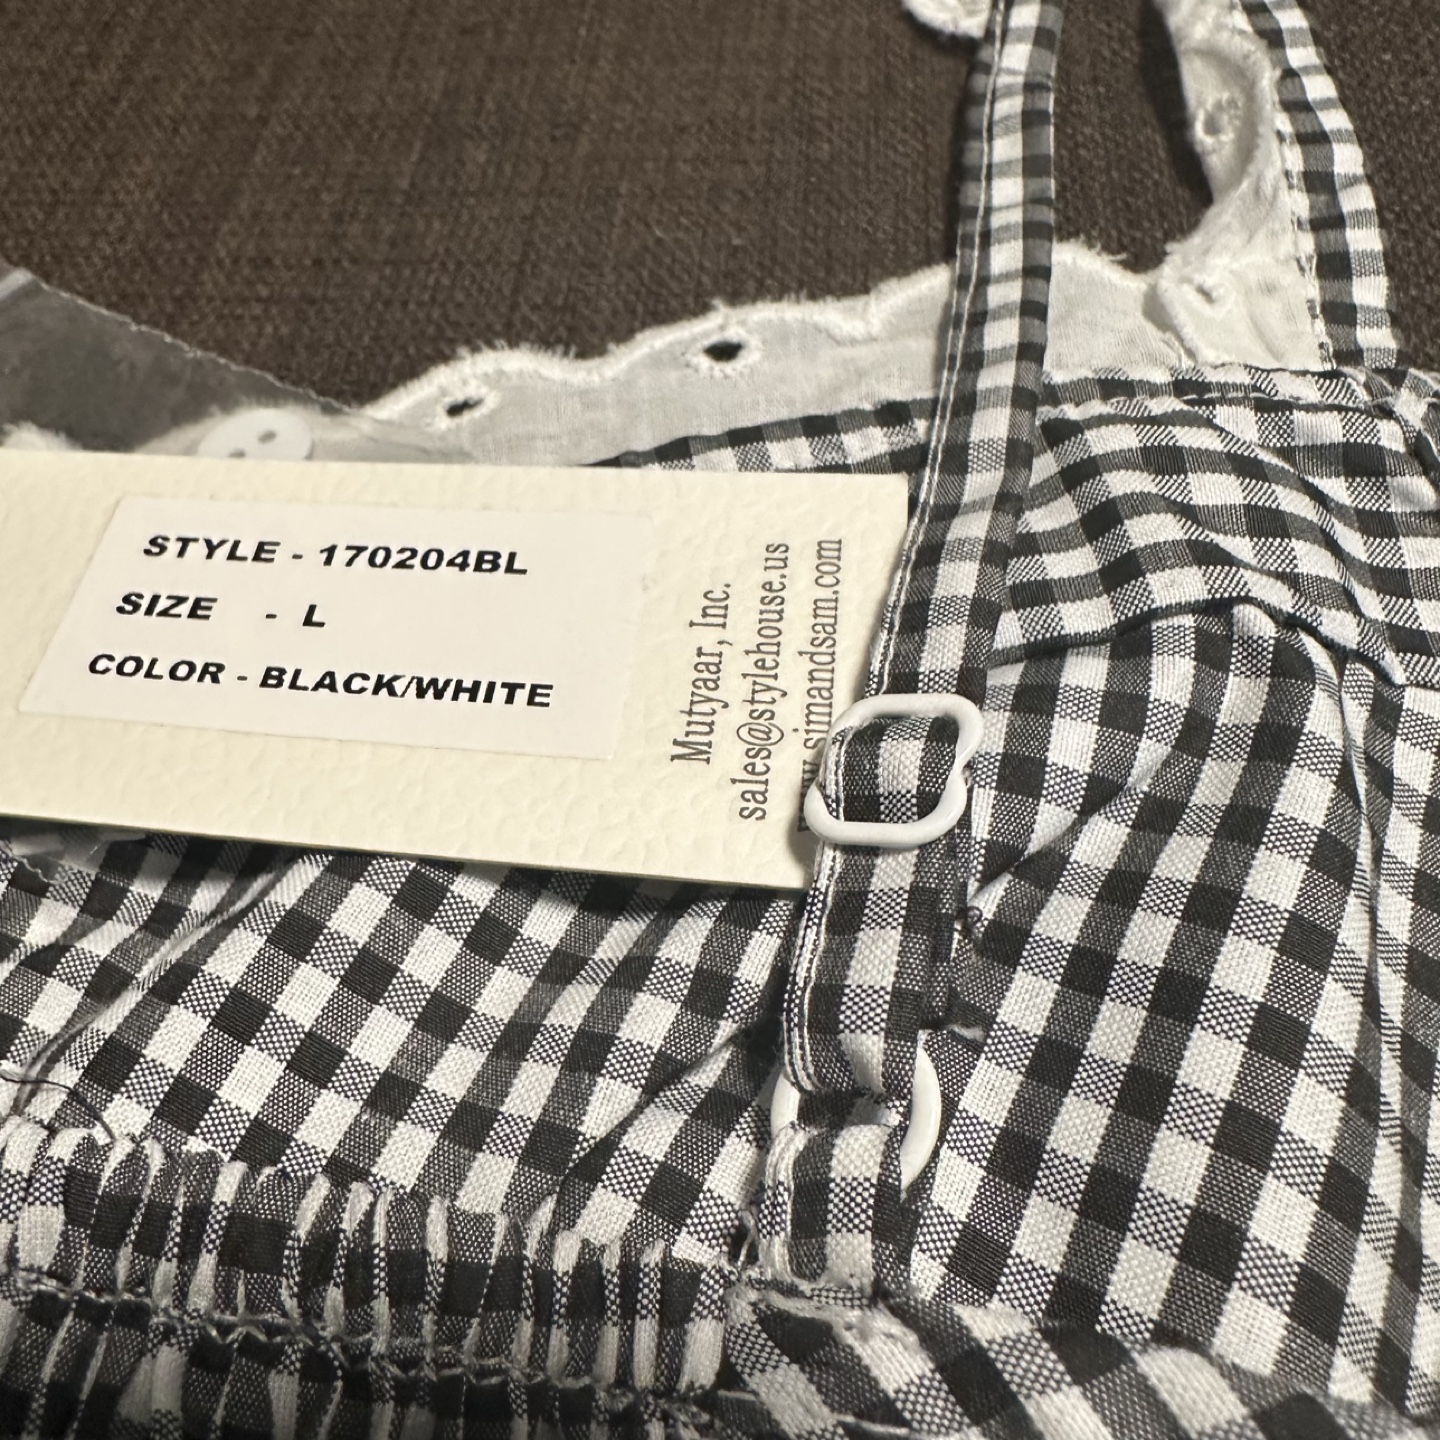 STYLE - 170204BL
SIZE - L
COLOR - BLACK/WHITE
Mutyaar, Inc.
sales@stylehouse.us
www.simandsam.com